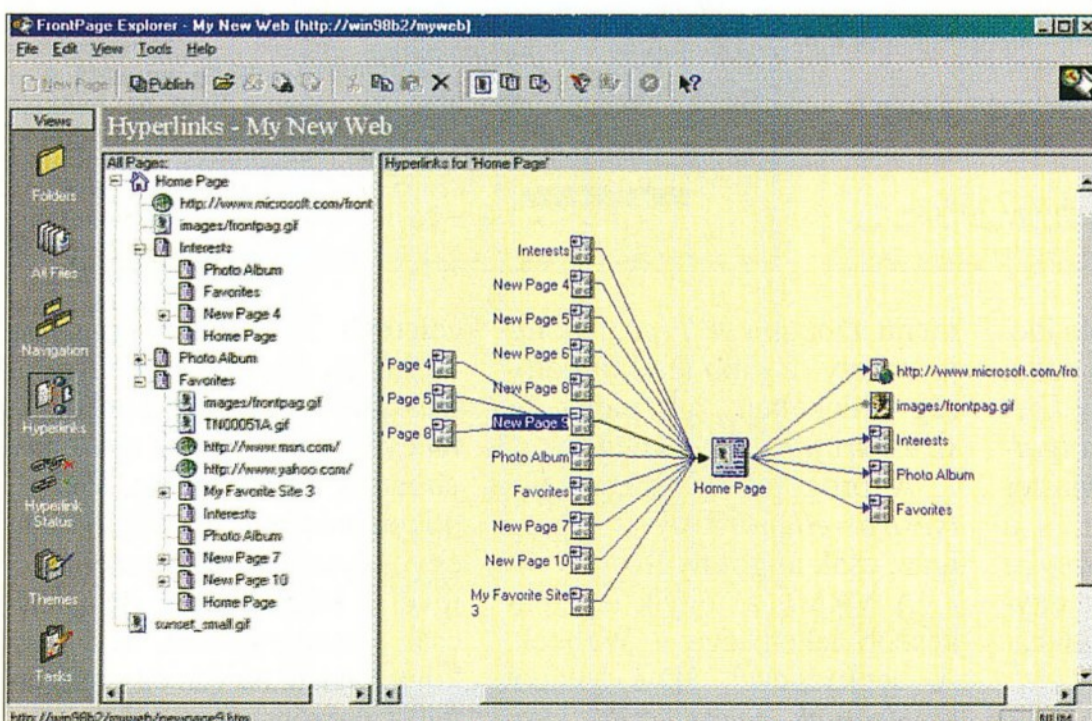 FrontPage Explorer - My New Web (http://win98b2/myweb)
File Edit View Tools Help
New Page Publish
Views
Hyperlinks - My New Web
Folders
All Files
Navigation
Hyperlinks
Hyperlink
Status
Themes
Tasks
All Pages:
Home Page
http://www.microsoft.com/front
images/frontpag.gif
Interests
Photo Album
Favorites
New Page 4
Home Page
Photo Album
Favorites
images/frontpag.gif
TN00051A.gif
http://www.msn.com/
http://www.yahoo.com/
My Favorite Site 3
Interests
Photo Album
New Page 7
New Page 10
Home Page
sunset_small.gif
Hyperlinks for 'Home Page'
Page 4
Page 5
Page 8
Interests
New Page 4
New Page 5
New Page 6
New Page 8
New Page 9
Photo Album
Favorites
New Page 7
New Page 10
My Favorite Site
3
Home Page
http://www.microsoft.com/fro
images/frontpag.gif
Interests
Photo Album
Favorites
http://win98b2/myweb/newpage9.htm
NUM